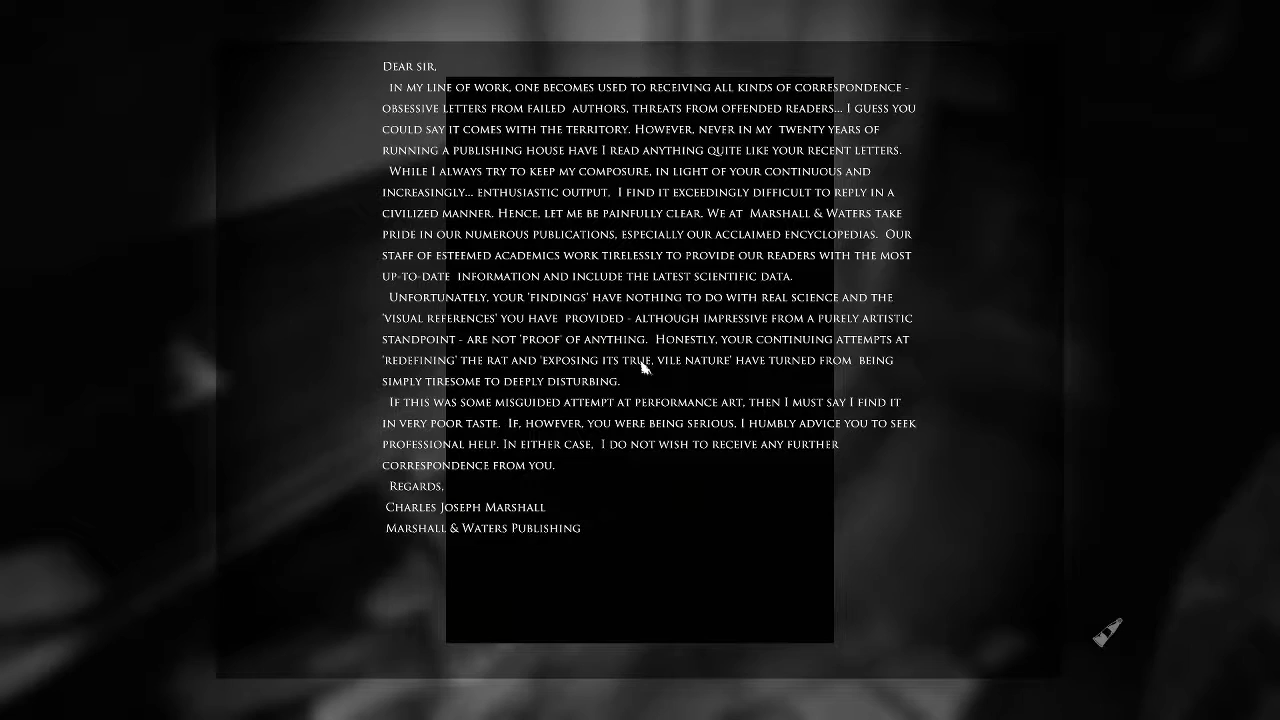 Dear sir,
In my line of work, one becomes used to receiving all kinds of correspondence -
obsessive letters from failed authors, threats from offended readers... I guess you
could say it comes with the territory. However, never in my twenty years of
running a publishing house have I read anything quite like your recent letters.
While I always try to keep my composure, in light of your continuous and
increasingly... enthusiastic output, I find it exceedingly difficult to reply in a
civilized manner. Hence, let me be painfully clear. We at Marshall & Waters take
pride in our numerous publications, especially our acclaimed encyclopedias. Our
staff of esteemed academics work tirelessly to provide our readers with the most
up-to-date information and include the latest scientific data.
Unfortunately, your 'findings' have nothing to do with real science and the
'visual references' you have provided - although impressive from a purely artistic
standpoint - are not 'proof' of anything. Honestly, your continuing attempts at
'redefining' the rat and 'exposing its true, vile nature' have turned from being
simply tiresome to deeply disturbing.
If this was some misguided attempt at performance art, then I must say I find it
in very poor taste. If, however, you were being serious, I humbly advice you to seek
professional help. In either case, I do not wish to receive any further
correspondence from you.
Regards,
Charles Joseph Marshall
Marshall & Waters Publishing